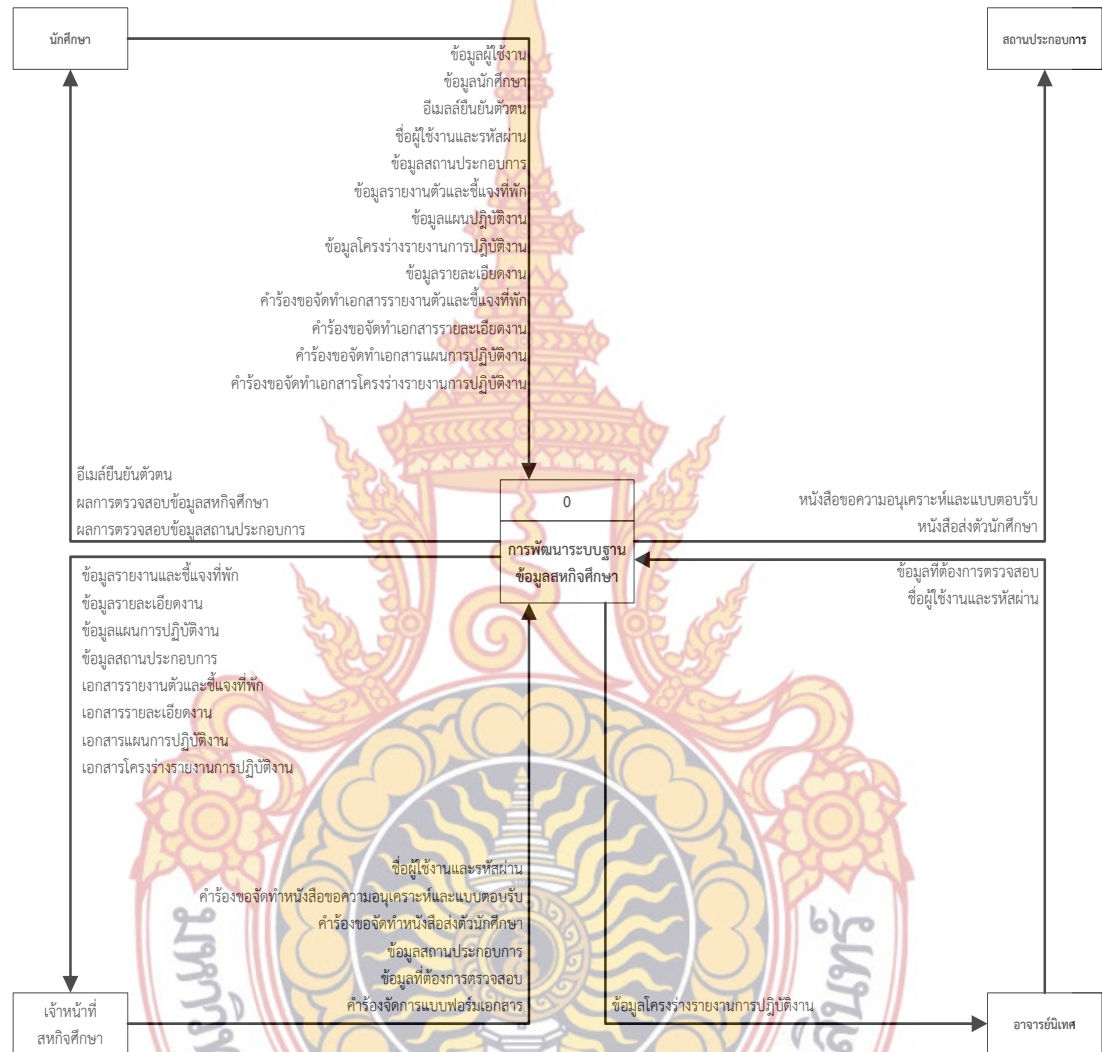 นักศึกษา
สถานประกอบการ
ข้อมูลผู้ใช้งาน
ข้อมูลนักศึกษา
อีเมลล์ยืนยันตัวตน
ชื่อผู้ใช้งานและรหัสผ่าน
ข้อมูลสถานประกอบการ
ข้อมูลรายงานตัวและชี้แจงที่พัก
ข้อมูลแผนปฏิบัติงาน
ข้อมูลโครงร่างรายงานการปฏิบัติงาน
ข้อมูลรายละเอียดงาน
คำร้องขอจัดทำเอกสารรายงานตัวและชี้แจงที่พัก
คำร้องขอจัดทำเอกสารรายละเอียดงาน
คำร้องขอจัดทำเอกสารแผนการปฏิบัติงาน
คำร้องขอจัดทำเอกสารโครงร่างรายงานการปฏิบัติงาน
อีเมล์ยืนยันตัวตน
ผลการตรวจสอบข้อมูลสหกิจศึกษา
ผลการตรวจสอบข้อมูลสถานประกอบการ
0
การพัฒนาระบบฐาน
ข้อมูลสหกิจศึกษา
หนังสือขอความอนุเคราะห์และแบบตอบรับ
หนังสือส่งตัวนักศึกษา
ข้อมูลที่ต้องการตรวจสอบ
ชื่อผู้ใช้งานและรหัสผ่าน
ข้อมูลรายงานและชี้แจงที่พัก
ข้อมูลรายละเอียดงาน
ข้อมูลแผนการปฏิบัติงาน
ข้อมูลสถานประกอบการ
เอกสารรายงานตัวและชี้แจงที่พัก
เอกสารรายละเอียดงาน
เอกสารแผนการปฏิบัติงาน
เอกสารโครงร่างรายงานการปฏิบัติงาน
ชื่อผู้ใช้งานและรหัสผ่าน
คำร้องขอจัดทำหนังสือขอความอนุเคราะห์และแบบตอบรับ
คำร้องขอจัดทำหนังสือส่งตัวนักศึกษา
ข้อมูลสถานประกอบการ
ข้อมูลที่ต้องการตรวจสอบ
คำร้องจัดการแบบฟอร์มเอกสาร
ข้อมูลโครงร่างรายงานการปฏิบัติงาน
เจ้าหน้าที่
สหกิจศึกษา
อาจารย์นิเทศ